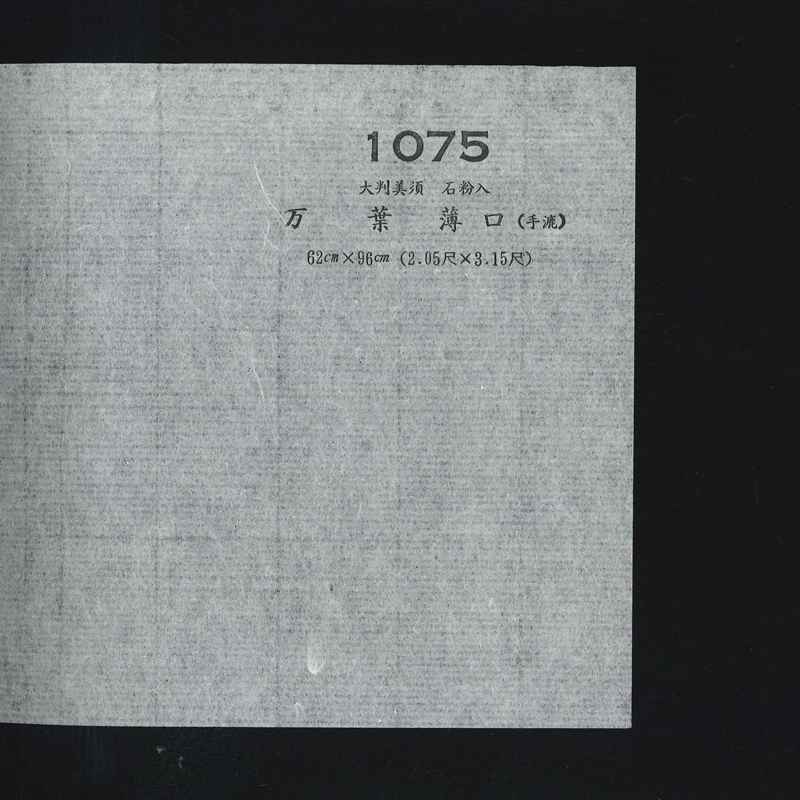 1075
大判美須 石粉入
万 葉 薄 口 (手漉)
62cm×96cm (2.05尺×3.15尺)